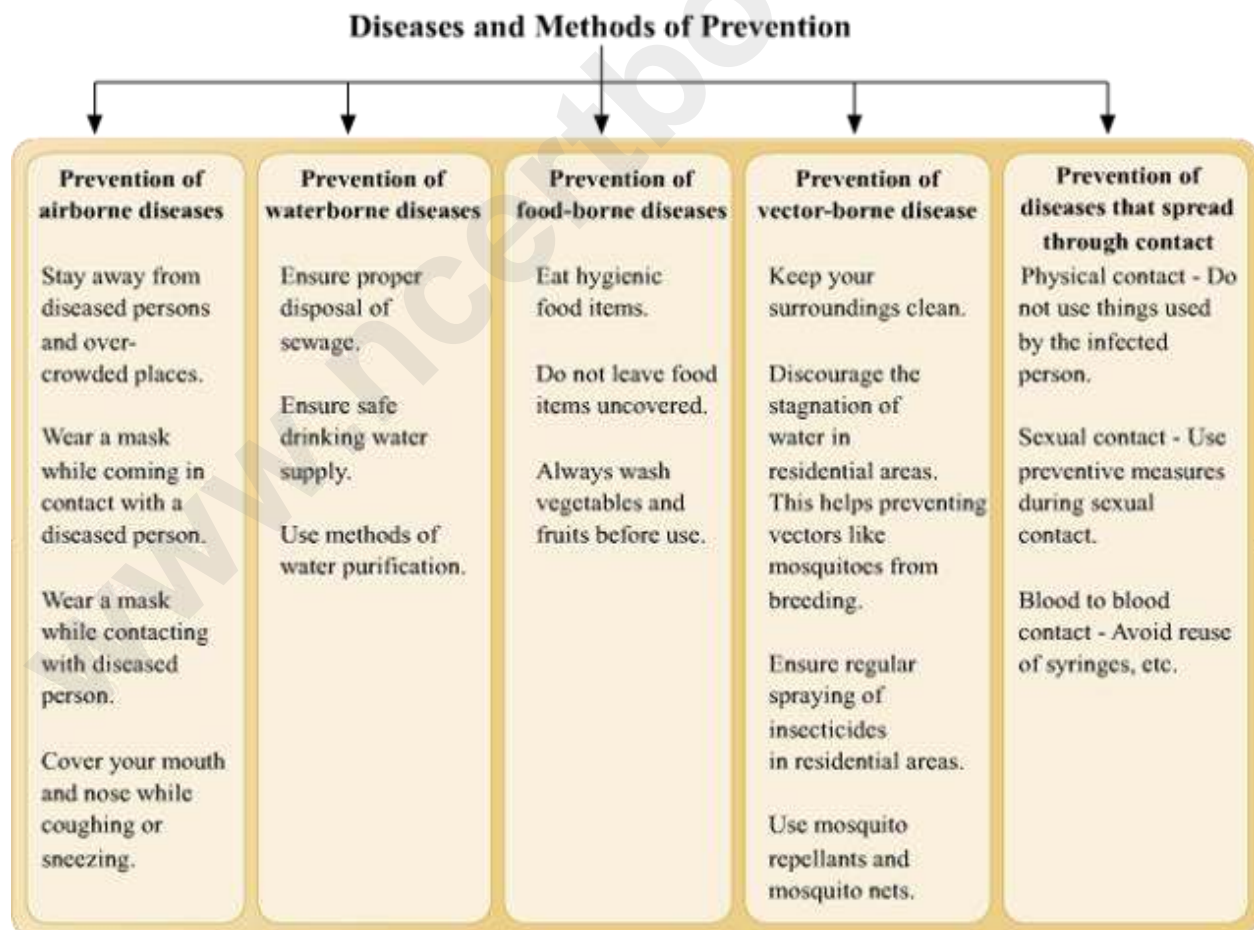 Diseases and Methods of Prevention
Prevention of
airborne diseases
Stay away from
diseased persons
and over-
crowded places.
Wear a mask
while coming in
contact with a
diseased person.
Wear a mask
while contacting
with diseased
person.
Cover your mouth
and nose while
coughing or
sneezing.
Prevention of
waterborne diseases
Ensure proper
disposal of
sewage.
Ensure safe
drinking water
supply.
Use methods of
water purification.
Prevention of
food-borne diseases
Eat hygienic
food items.
Do not leave food
items uncovered.
Always wash
vegetables and
fruits before use.
Prevention of
vector-borne disease
Keep your
surroundings clean.
Discourage the
stagnation of
water in
residential areas.
This helps preventing
vectors like
mosquitoes from
breeding.
Ensure regular
spraying of
insecticides
in residential areas.
Use mosquito
repellants and
mosquito nets.
Prevention of
diseases that spread
through contact
Physical contact - Do
not use things used
by the infected
person.
Sexual contact - Use
preventive measures
during sexual
contact.
Blood to blood
contact - Avoid reuse
of syringes, etc.